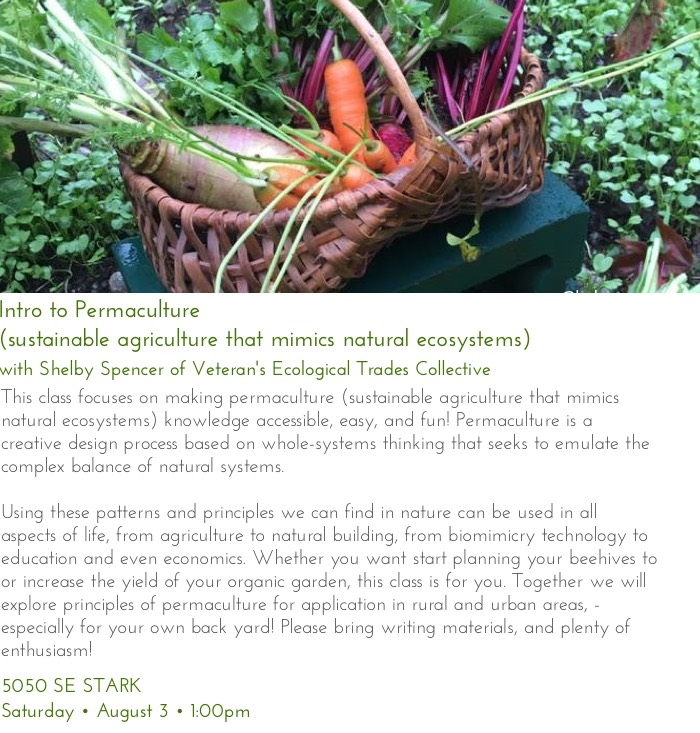 Intro to Permaculture
(sustainable agriculture that mimics natural ecosystems)
with Shelby Spencer of Veteran's Ecological Trades Collective
This class focuses on making permaculture (sustainable agriculture that mimics
natural ecosystems) knowledge accessible, easy, and fun! Permaculture is a
creative design process based on whole-systems thinking that seeks to emulate the
complex balance of natural systems.
Using these patterns and principles we can find in nature can be used in all
aspects of life, from agriculture to natural building, from biomimicry technology to
education and even economics. Whether you want start planning your beehives to
or increase the yield of your organic garden, this class is for you. Together we will
explore principles of permaculture for application in rural and urban areas, -
especially for your own back yard! Please bring writing materials, and plenty of
enthusiasm!
5050 SE STARK
Saturday • August 3 • 1:00pm